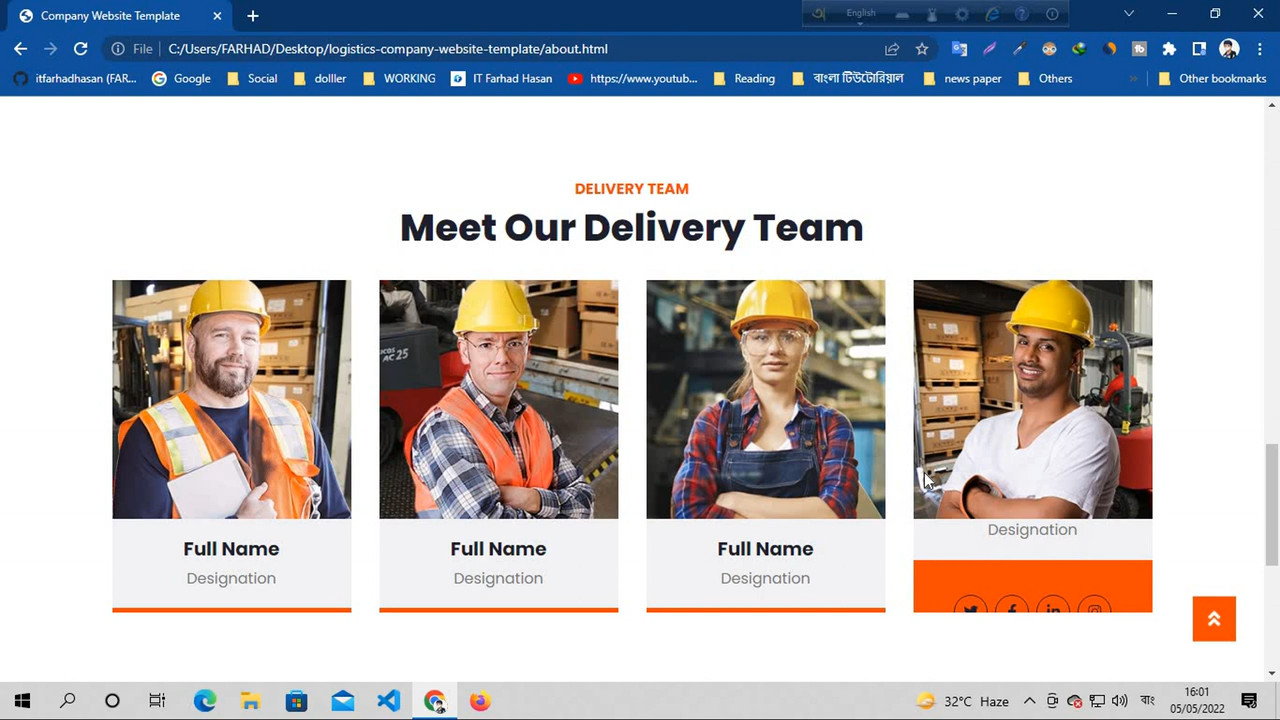 Company Website Template
English
File
C:/Users/FARHAD/Desktop/logistics-company-website-template/about.html
itfarhadhasan (FAR...
Google
Social
dolller
WORKING
IT Farhad Hasan
https://www.youtub...
Reading
বাংলা টিউটোরিয়াল
news paper
Others
»
Other bookmarks
DELIVERY TEAM
Meet Our Delivery Team
AC 25
Full Name
Full Name
Full Name
Designation
Designation
Designation
Designation
32°C Haze
16:01
05/05/2022